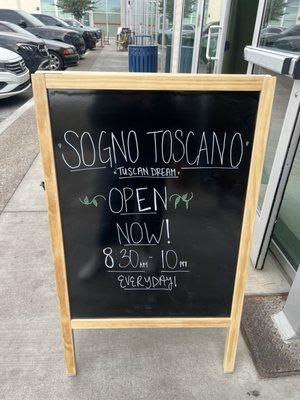 SOGNO TOSCANO
TUSCAN DREAM
OPEN
NOW!
8:30AM - 10PM
EVERYDAY!